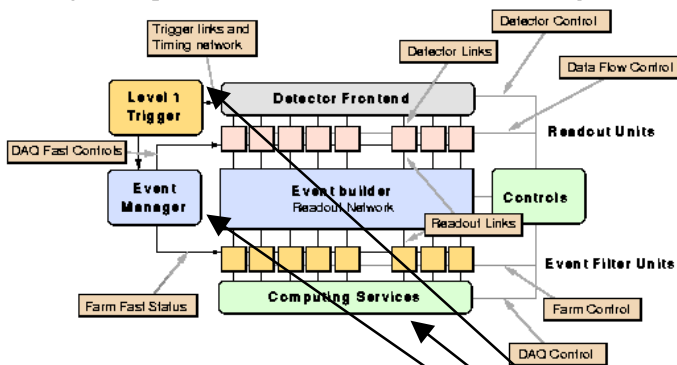 Detector Control
Trigger links and
Timing network
Detector Links
Data Flow Control
Level 1
Trigger
Detector Frontend
Readout Units
DAQ Fast Controls
Event
Manager
Event builder
Readout Network
Controls
Readout Links
Event Filter Units
Computing Services
Farm Fast Status
Farm Control
DAQ Control